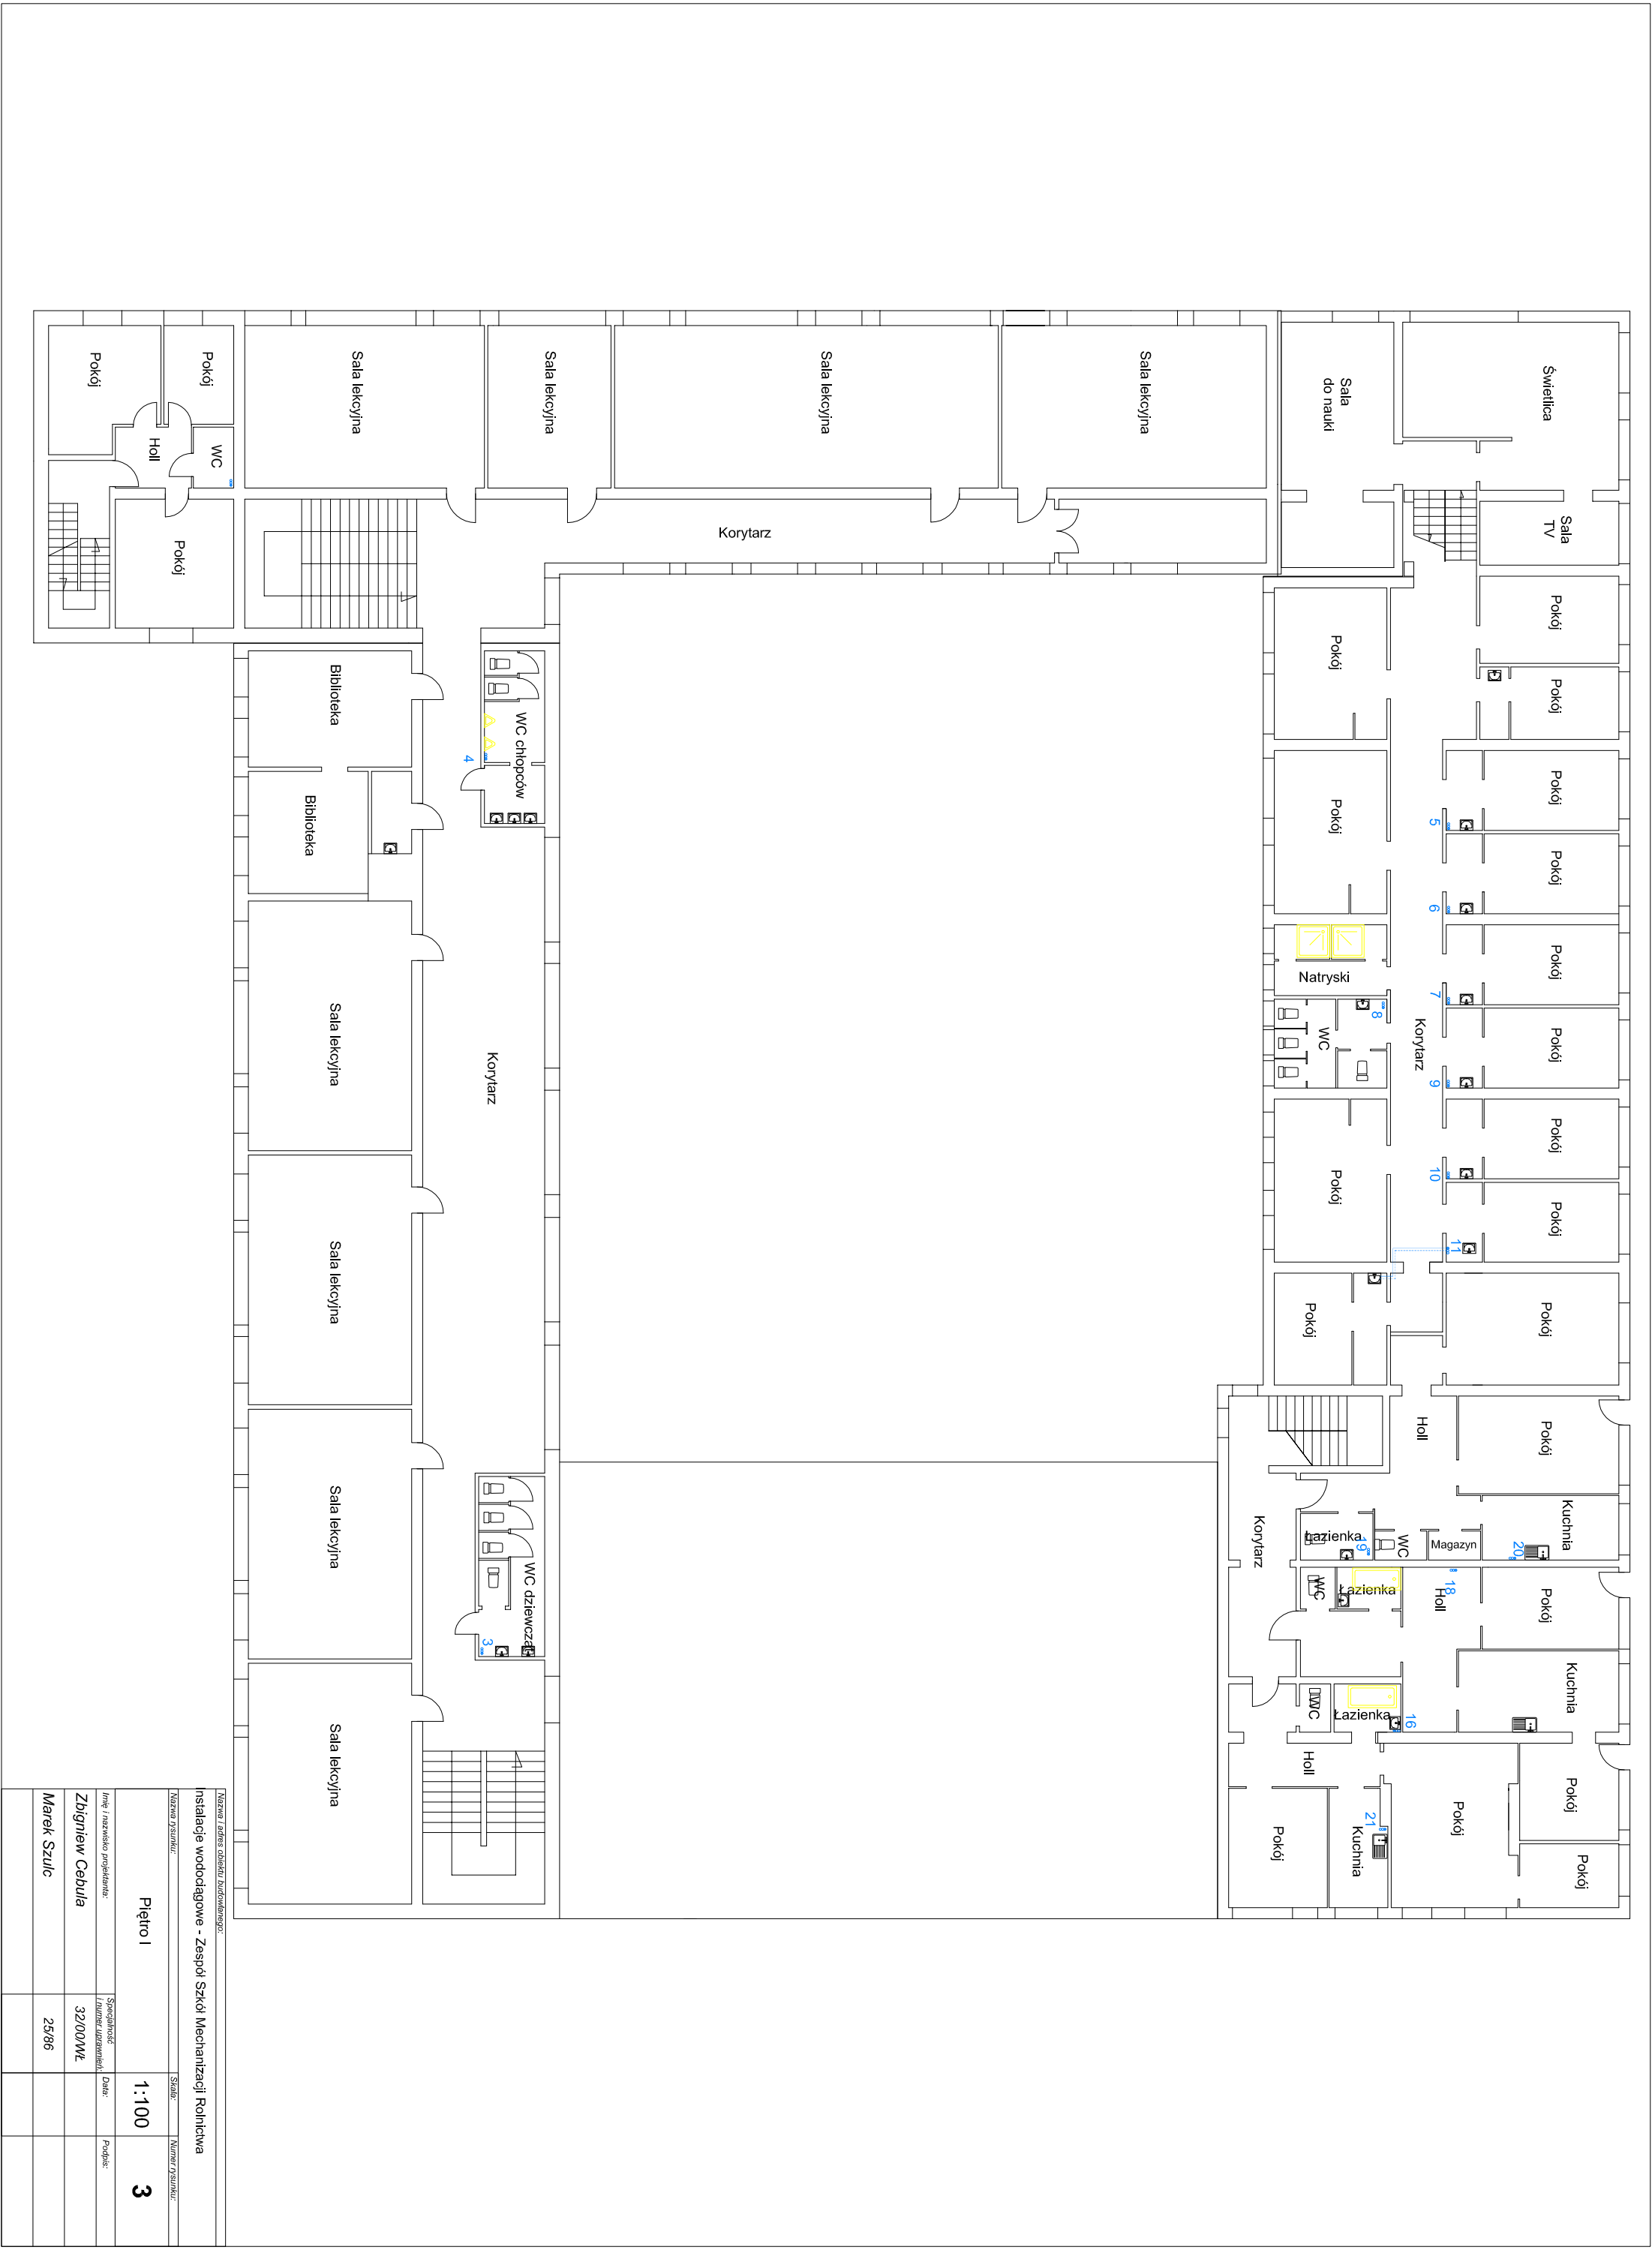 Świetlica
Sala
TV
Pokój
Pokój
Pokój
Pokój
Pokój
Pokój
Pokój
Pokój
Pokój
Pokój
Kuchnia
Pokój
Kuchnia
Pokój
Pokój
20
5
6
7
9
10
11
Korytarz
Holl
Magazyn
18
Holl
Pokój
Sala
do nauki
Pokój
Pokój
Natryski
8
WC
Pokój
Pokój
WC
19
Łazienka
Łazienka
WC
16
Łazienka
WC
21
Kuchnia
Holl
Pokój
Korytarz
Sala lekcyjna
Sala lekcyjna
Sala lekcyjna
Sala lekcyjna
Korytarz
WC chłopców
4
Korytarz
WC dziewcząt
3
Biblioteka
Biblioteka
Sala lekcyjna
Sala lekcyjna
Sala lekcyjna
Sala lekcyjna
Pokój
WC
Holl
Pokój
Pokój
Nazwa i adres obiektu budowlanego:
Instalacje wodociągowe - Zespół Szkół Mechanizacji Rolnictwa
Nazwa rysunku:
Skala:
Numer rysunku:
Piętro I
1:100
3
Imię i nazwisko projektanta:
Specjalność
i numer uprawnień:
Data:
Podpis:
Zbigniew Cebula
32/00/WŁ
Marek Szulc
25/86